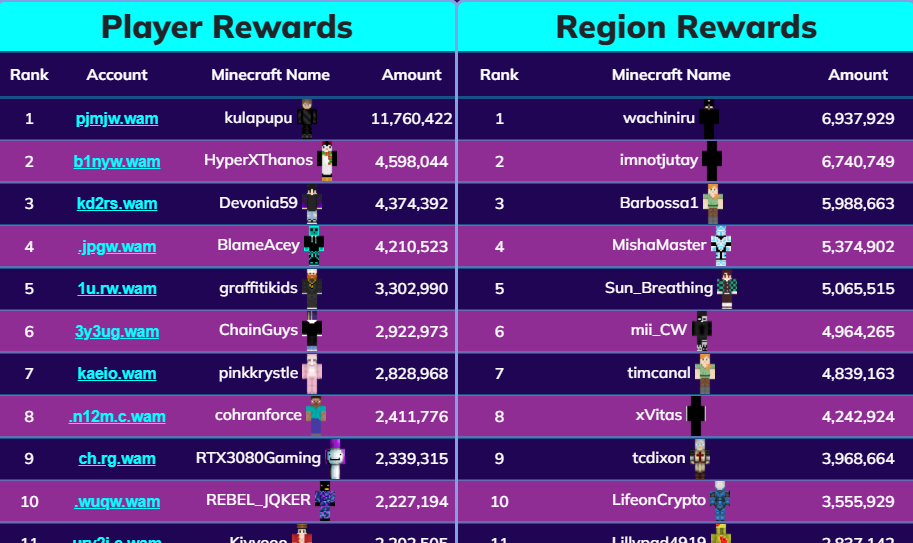 Player Rewards
Rank Account Minecraft Name Amount
1 pjmjw.wam kulapupu 11,760,422
2 b1nyw.wam HyperXThanos 4,598,044
3 kd2rs.wam Devonia59 4,374,392
4 .jpgw.wam BlameAcey 4,210,523
5 1u.rw.wam graffitikids 3,302,990
6 3y3ug.wam ChainGuys 2,922,973
7 kaeio.wam pinkkrystle 2,828,968
8 .n12m.c.wam cohranforce 2,411,776
9 ch.rg.wam RTX3080Gaming 2,339,315
10 .wuqw.wam REBEL_JQKER 2,227,194
11
Region Rewards
Rank Minecraft Name Amount
1 wachiniru 6,937,929
2 imnotjutay 6,740,749
3 Barbossa1 5,988,663
4 MishaMaster 5,374,902
5 Sun_Breathing 5,065,515
6 mii_CW 4,964,265
7 timcanal 4,839,163
8 xVitas 4,242,924
9 tcdixon 3,968,664
10 LifeonCrypto 3,555,929
11 Lillypad4919